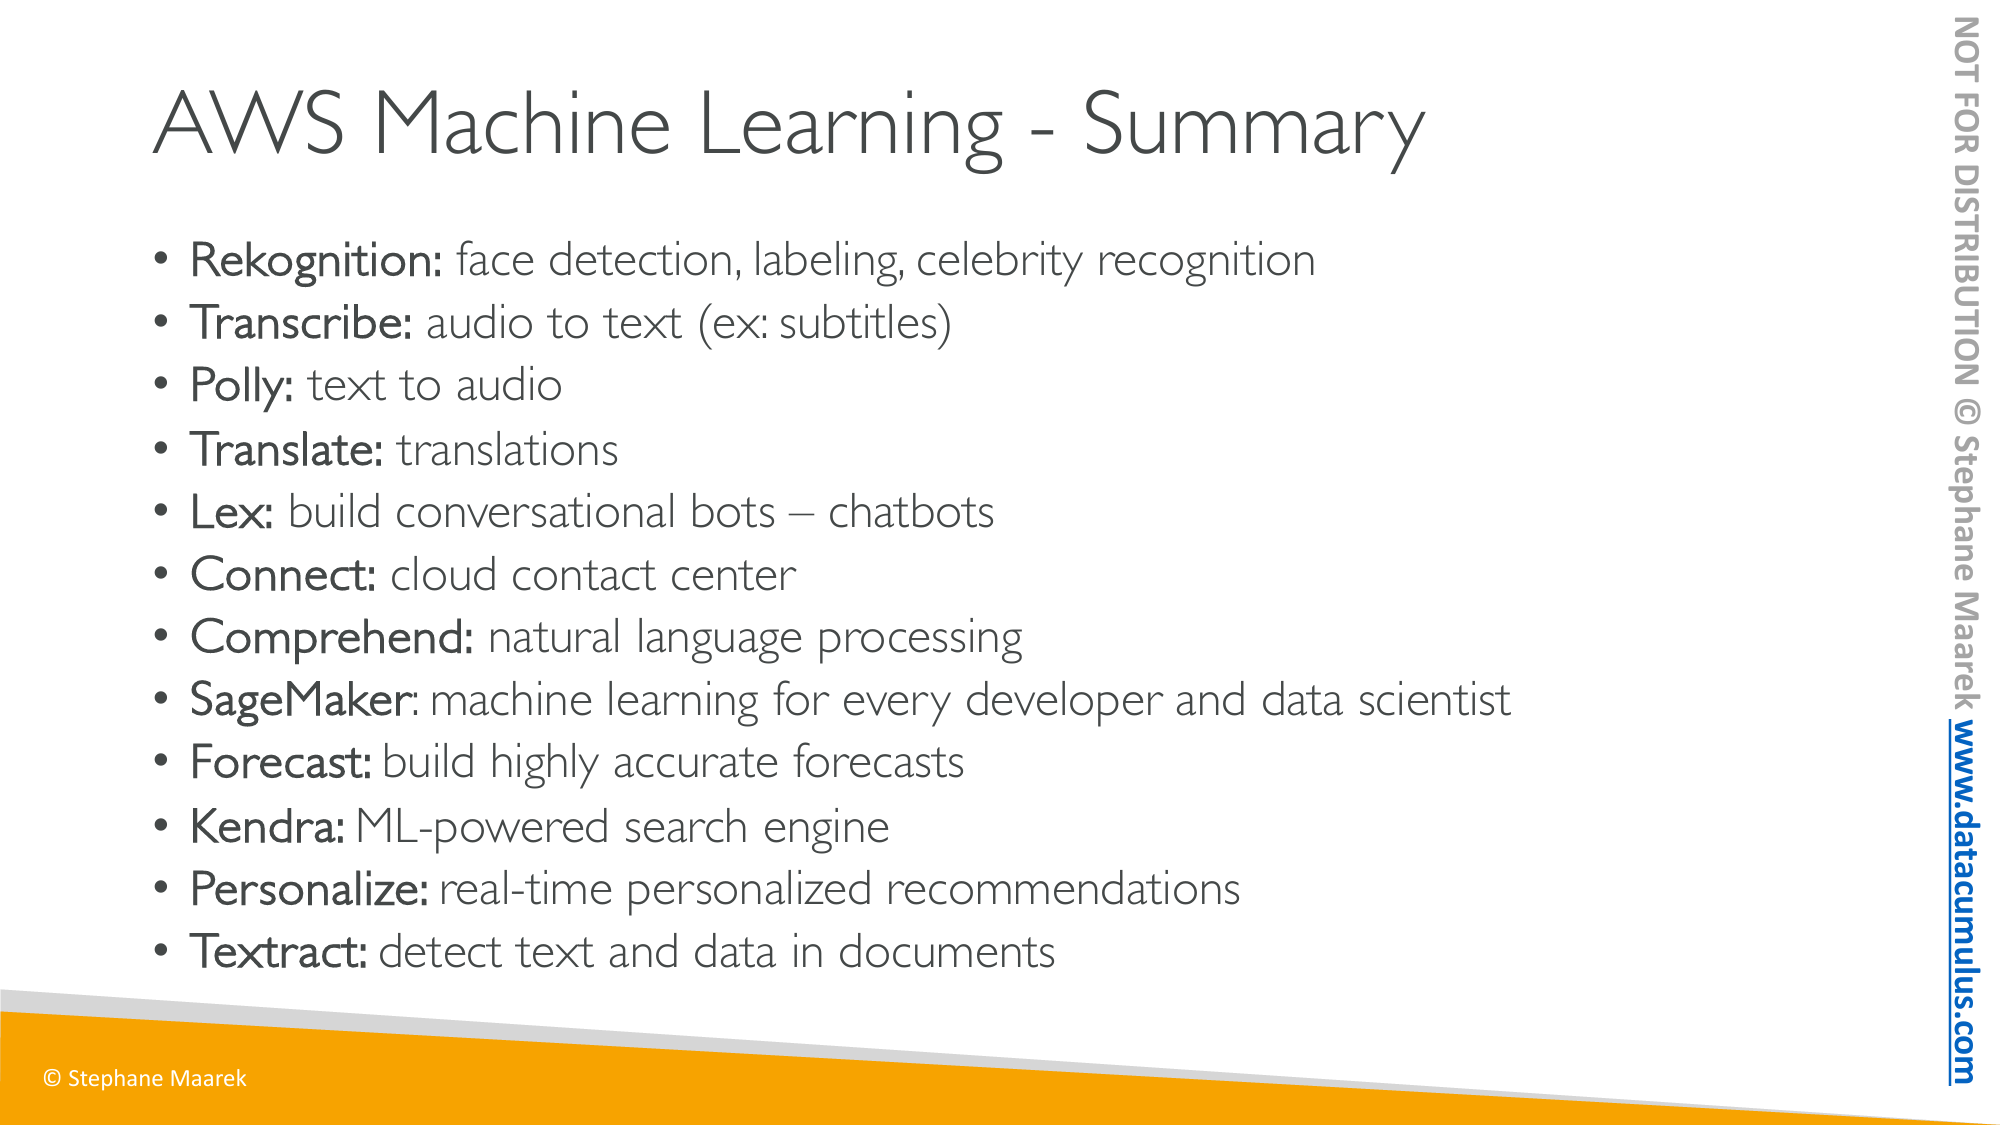 AWS Machine Learning - Summary
• Rekognition: face detection, labeling, celebrity recognition
• Transcribe: audio to text (ex: subtitles)
• Polly: text to audio
• Translate: translations
• Lex: build conversational bots – chatbots
• Connect: cloud contact center
• Comprehend: natural language processing
• SageMaker: machine learning for every developer and data scientist
• Forecast: build highly accurate forecasts
• Kendra: ML-powered search engine
• Personalize: real-time personalized recommendations
• Textract: detect text and data in documents
© Stephane Maarek
NOT FOR DISTRIBUTION © Stephane Maarek www.datacumulus.com